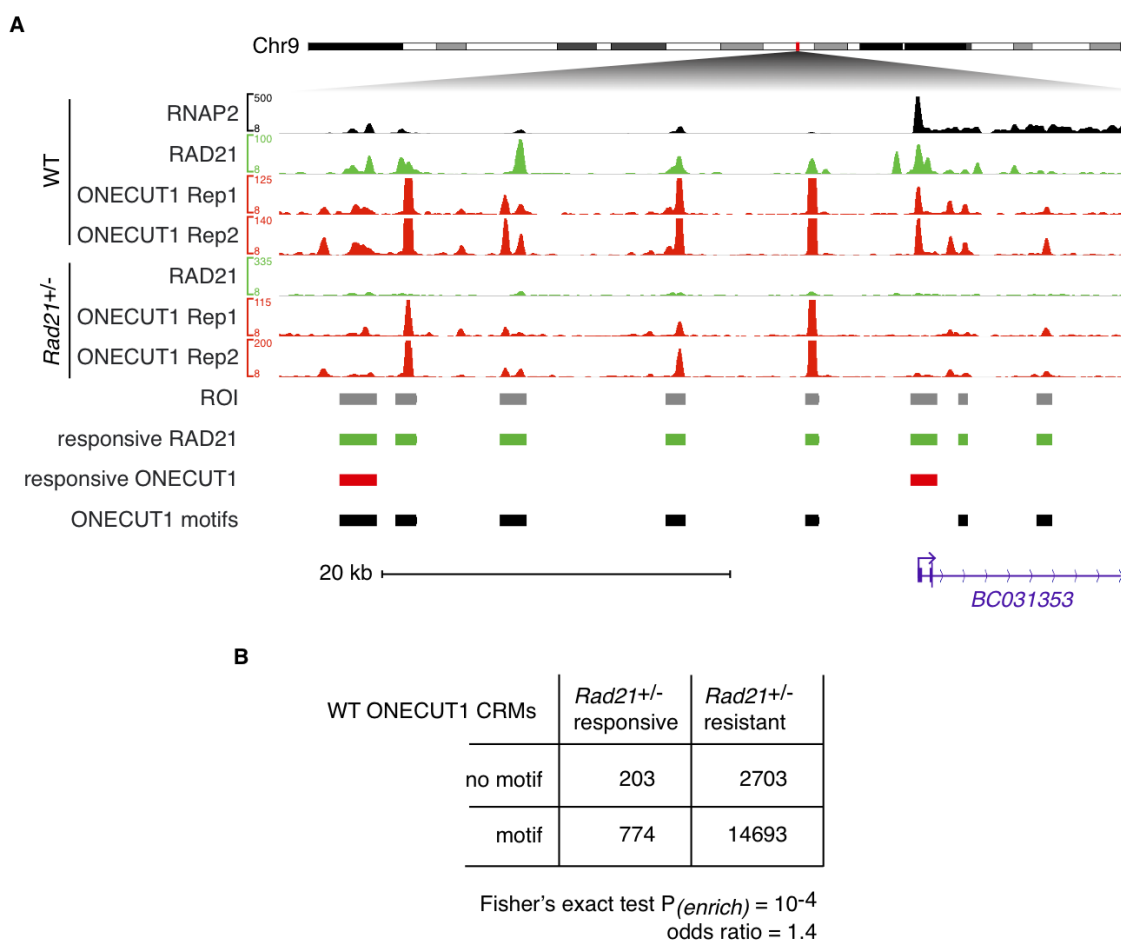 A
Chr9
WT
RNAP2
500
8
RAD21
100
8
ONECUT1 Rep1
125
8
ONECUT1 Rep2
140
8
Rad21+/-
RAD21
335
8
ONECUT1 Rep1
115
8
ONECUT1 Rep2
200
8
ROI
responsive RAD21
responsive ONECUT1
ONECUT1 motifs
20 kb
BC031353
B
WT ONECUT1 CRMs
Rad21+/- responsive
Rad21+/- resistant
no motif 203 2703
motif 774 14693
Fisher's exact test P(enrich) = 10-4
odds ratio = 1.4